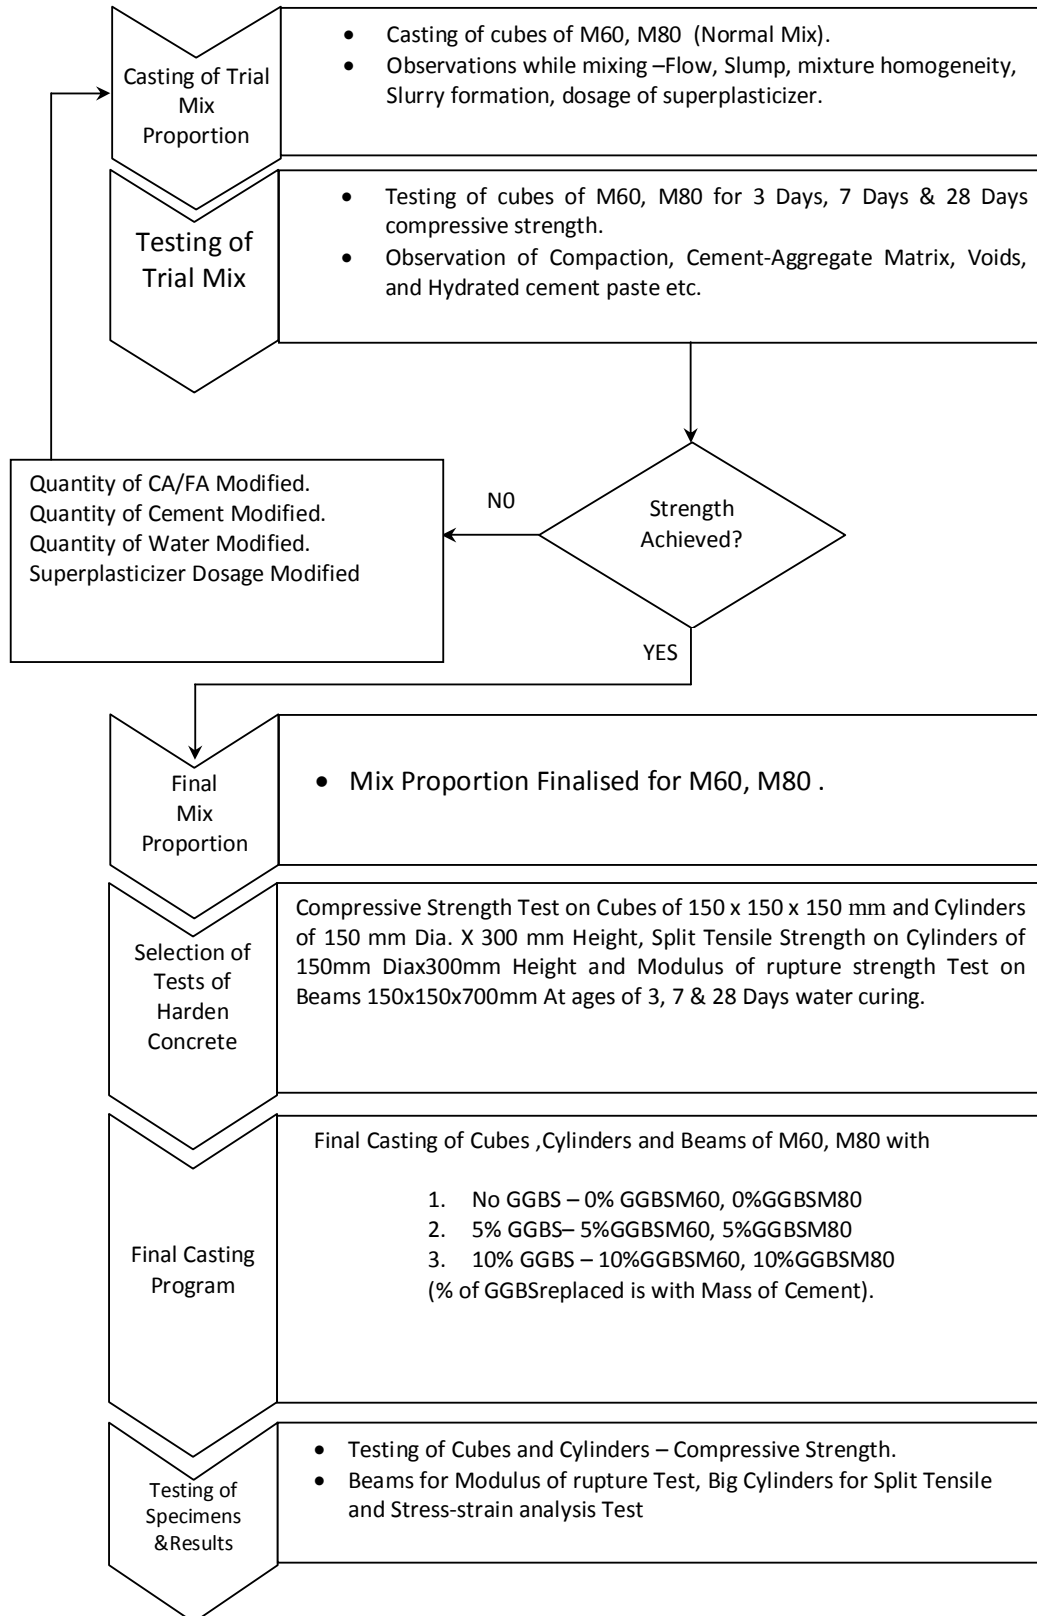 Casting of Trial
Mix
Proportion
• Casting of cubes of M60, M80 (Normal Mix).
• Observations while mixing –Flow, Slump, mixture homogeneity,
Slurry formation, dosage of superplasticizer.
Testing of
Trial Mix
• Testing of cubes of M60, M80 for 3 Days, 7 Days & 28 Days
compressive strength.
• Observation of Compaction, Cement-Aggregate Matrix, Voids,
and Hydrated cement paste etc.
Quantity of CA/FA Modified.
Quantity of Cement Modified.
Quantity of Water Modified.
Superplasticizer Dosage Modified
N0
Strength
Achieved?
YES
Final
Mix
Proportion
• Mix Proportion Finalised for M60, M80 .
Selection of
Tests of
Harden
Concrete
Compressive Strength Test on Cubes of 150 x 150 x 150 mm and Cylinders
of 150 mm Dia. X 300 mm Height, Split Tensile Strength on Cylinders of
150mm Diax300mm Height and Modulus of rupture strength Test on
Beams 150x150x700mm At ages of 3, 7 & 28 Days water curing.
Final Casting
Program
Final Casting of Cubes ,Cylinders and Beams of M60, M80 with
1. No GGBS – 0% GGBSM60, 0%GGBSM80
2. 5% GGBS– 5%GGBSM60, 5%GGBSM80
3. 10% GGBS – 10%GGBSM60, 10%GGBSM80
(% of GGBSreplaced is with Mass of Cement).
Testing of
Specimens
&Results
• Testing of Cubes and Cylinders – Compressive Strength.
• Beams for Modulus of rupture Test, Big Cylinders for Split Tensile
and Stress-strain analysis Test